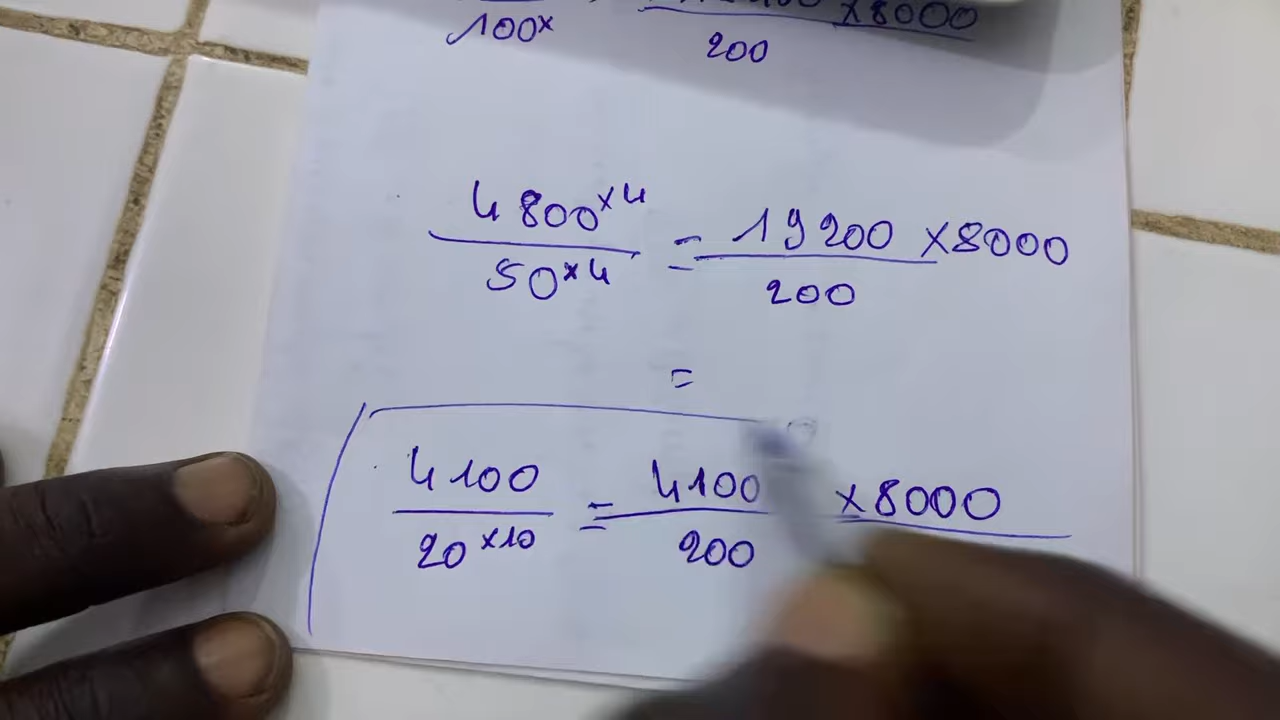 100x
x8000
200
4800x4
50x4
= 19200 x8000
200
=
4100
20x10
= 4100 x8000
200